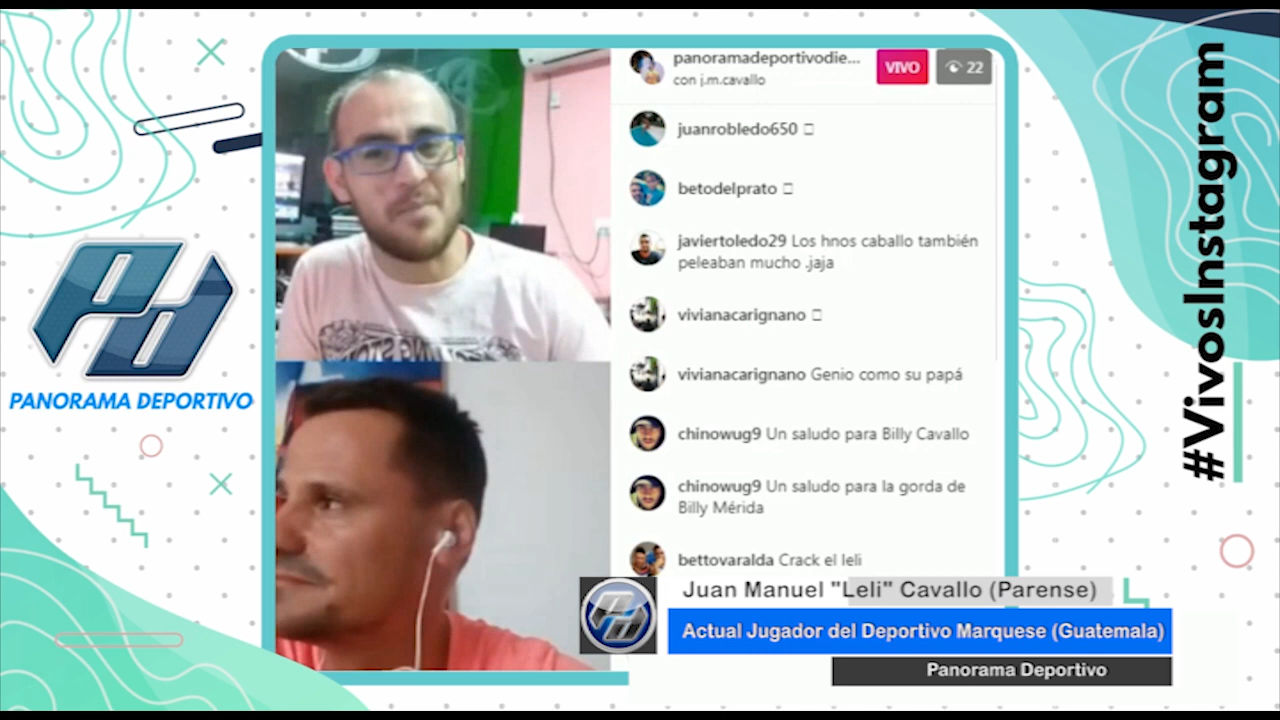 panoramadeportivodie...
con j.m.cavallo
VIVO
22
juanrobledo650
betodelprato
javiertoledo29 Los hnos caballo también
peleaban mucho .jaja
vivianacarignano
vivianacarignano Genio como su papá
chinowug9 Un saludo para Billy Cavallo
chinowug9 Un saludo para la gorda de
Billy Mérida
bettovaralda Crack el leli
PD
PANORAMA DEPORTIVO
#VivosInstagram
PD
Juan Manuel "Leli" Cavallo (Parense)
Actual Jugador del Deportivo Marquese (Guatemala)
Panorama Deportivo